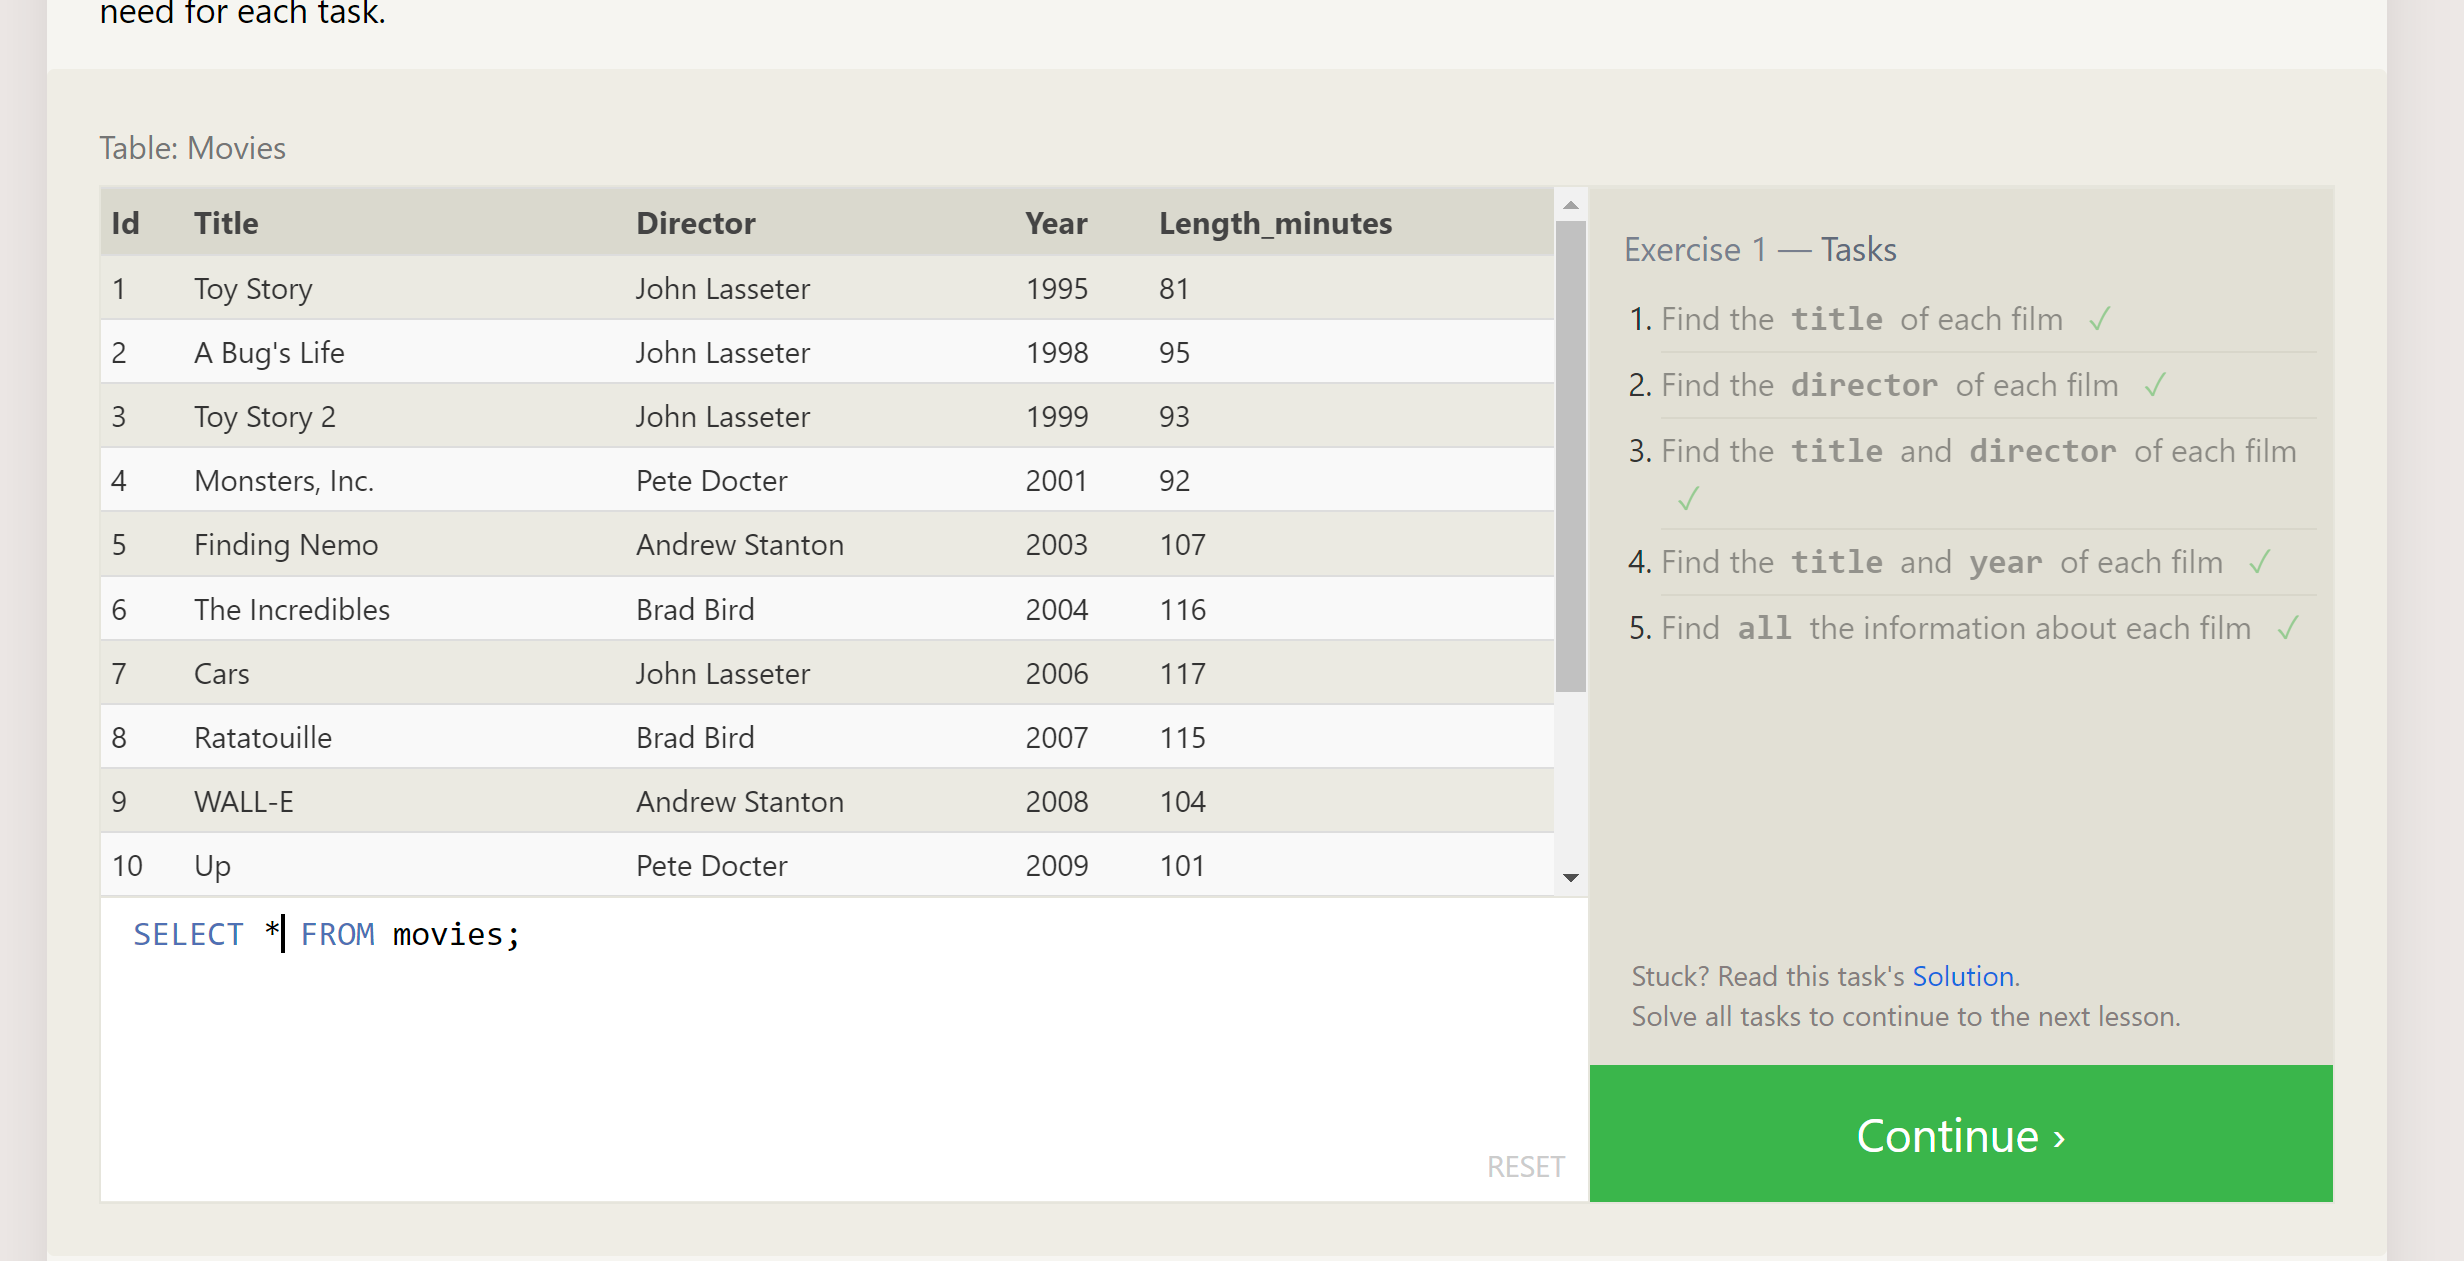 need for each task.
Table: Movies
Id Title Director Year Length_minutes
1 Toy Story John Lasseter 1995 81
2 A Bug's Life John Lasseter 1998 95
3 Toy Story 2 John Lasseter 1999 93
4 Monsters, Inc. Pete Docter 2001 92
5 Finding Nemo Andrew Stanton 2003 107
6 The Incredibles Brad Bird 2004 116
7 Cars John Lasseter 2006 117
8 Ratatouille Brad Bird 2007 115
9 WALL-E Andrew Stanton 2008 104
10 Up Pete Docter 2009 101
SELECT * FROM movies;
RESET
Exercise 1 — Tasks
1. Find the title of each film ✓
2. Find the director of each film ✓
3. Find the title and director of each film
✓
4. Find the title and year of each film ✓
5. Find all the information about each film ✓
Stuck? Read this task's Solution.
Solve all tasks to continue to the next lesson.
Continue ›